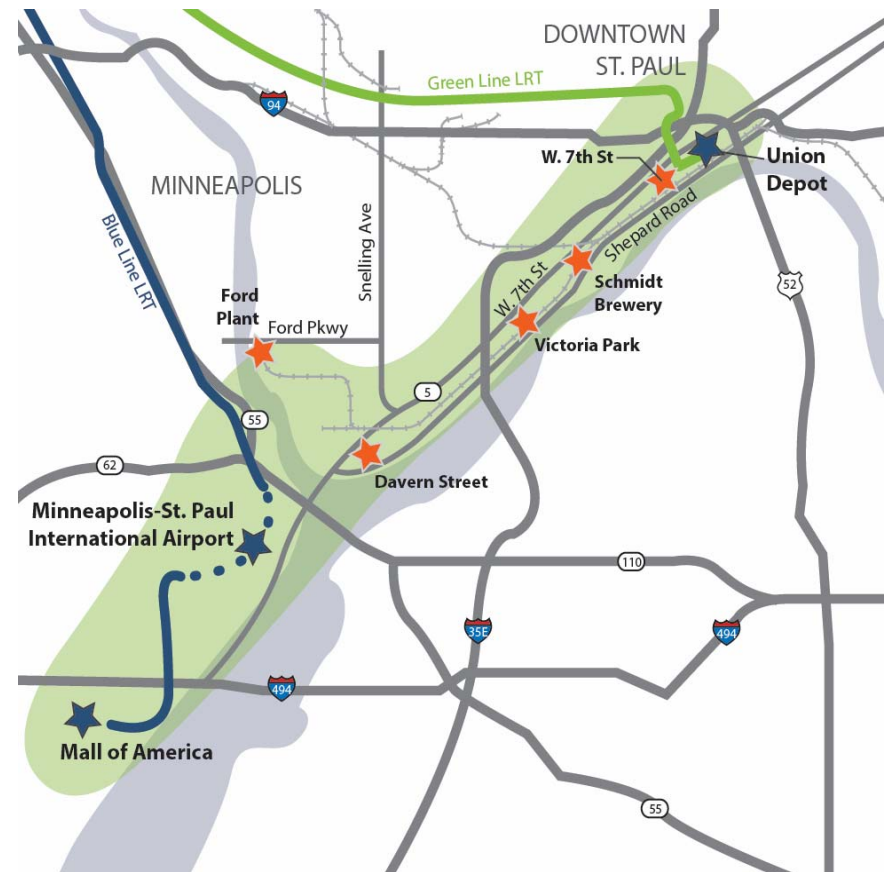 DOWNTOWN
ST. PAUL
Green Line LRT
94
W. 7th St
Union
Depot
MINNEAPOLIS
Blue Line LRT
Snelling Ave
Shepard Road
W. 7th St
52
Schmidt
Brewery
Ford
Plant
Ford Pkwy
Victoria Park
5
55
62
Davern Street
Minneapolis-St. Paul
International Airport
110
35E
494
494
Mall of America
55